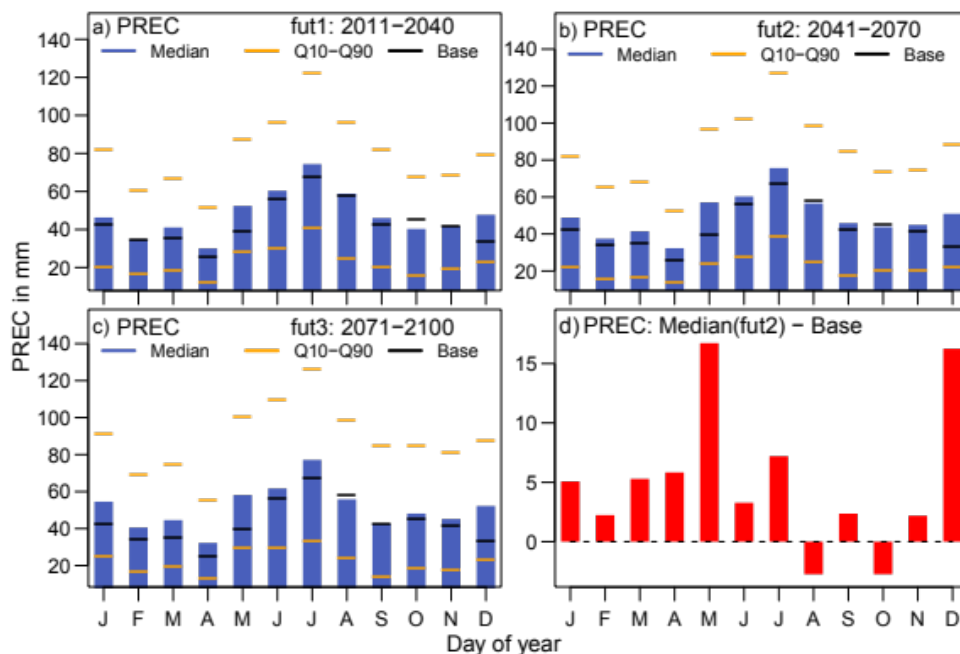 a) PREC fut1: 2011−2040
Median Q10−Q90 Base
140
120
100
80
60
40
20
b) PREC fut2: 2041−2070
Median Q10−Q90 Base
140
120
100
80
60
40
20
PREC in mm
c) PREC fut3: 2071−2100
Median Q10−Q90 Base
140
120
100
80
60
40
20
J F M A M J J A S O N D
d) PREC: Median(fut2) − Base
15
10
5
0
J F M A M J J A S O N D
Day of year